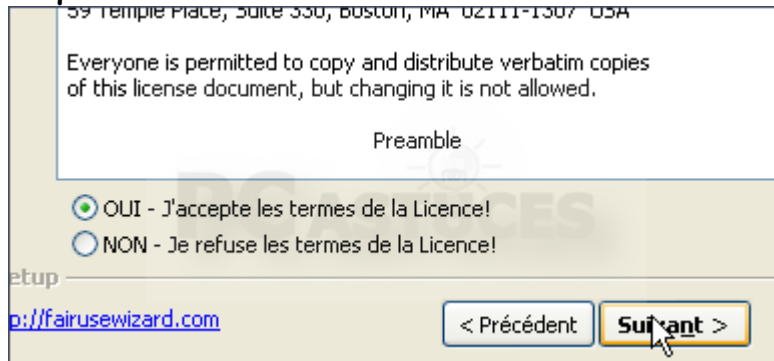 59 Temple Place, Suite 330, Boston, MA 02111-1307 USA
Everyone is permitted to copy and distribute verbatim copies
of this license document, but changing it is not allowed.
Preamble
PC ASTUCES
OUI - J'accepte les termes de la Licence!
NON - Je refuse les termes de la Licence!
etup
p://fairusewizard.com
< Précédent
Suivant >